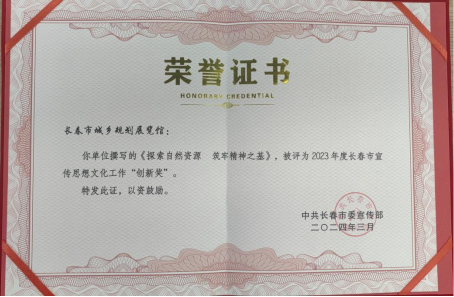 荣誉证书
HONORARY CREDENTIAL
长春市城乡规划展览馆：
你单位撰写的《探索自然资源 筑牢精神之基》，被评为2023年度长春市宣
传思想文化工作“创新奖”。
特发此证，以资鼓励。
中共长春市委宣传部
二〇二四年三月